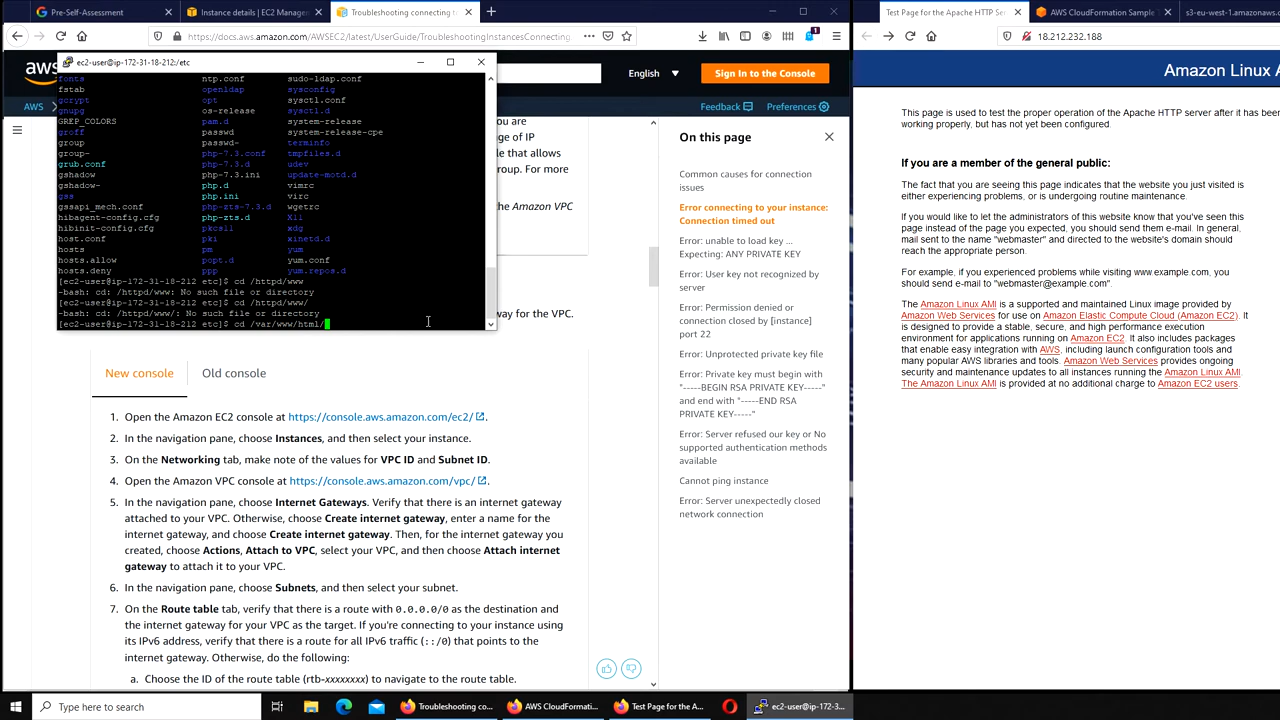 Pre-Self-Assessment
Instance details | EC2 Manage
Troubleshooting connecting to
https://docs.aws.amazon.com/AWSEC2/latest/UserGuide/TroubleshootingInstancesConnecting.
aws
English
Sign In to the Console
AWS
Feedback
Preferences
ec2-user@ip-172-31-18-212:/etc
fonts ntp.conf sudo-ldap.conf
fstab openldap sysconfig
gcrypt opt sysctl.conf
gnupg os-release sysctl.d
GREP_COLORS pam.d system-release
groff passwd system-release-cpe
group passwd- terminfo
group- php-7.3.conf tmpfiles.d
grub.conf php-7.3.d udev
gshadow php-7.3.ini update-motd.d
gshadow- php.d vimrc
gss php.ini virc
gssapi_mech.conf php-zts-7.3.d wgetrc
hibagent-config.cfg php-zts.d X11
hibinit-config.cfg pkcs11 xdg
host.conf pki xinetd.d
hosts pm yum
hosts.allow popt.d yum.conf
hosts.deny ppp yum.repos.d
[ec2-user@ip-172-31-18-212 etc]$ cd /httpd/www
-bash: cd: /httpd/www: No such file or directory
[ec2-user@ip-172-31-18-212 etc]$ cd /httpd/www/
-bash: cd: /httpd/www/: No such file or directory
[ec2-user@ip-172-31-18-212 etc]$ cd /var/www/html/
you are
ge of IP
le that allows
roup. For more
he Amazon VPC
way for the VPC.
New console
Old console
1. Open the Amazon EC2 console at https://console.aws.amazon.com/ec2/.
2. In the navigation pane, choose Instances, and then select your instance.
3. On the Networking tab, make note of the values for VPC ID and Subnet ID.
4. Open the Amazon VPC console at https://console.aws.amazon.com/vpc/.
5. In the navigation pane, choose Internet Gateways. Verify that there is an internet gateway
attached to your VPC. Otherwise, choose Create internet gateway, enter a name for the
internet gateway, and choose Create internet gateway. Then, for the internet gateway you
created, choose Actions, Attach to VPC, select your VPC, and then choose Attach internet
gateway to attach it to your VPC.
6. In the navigation pane, choose Subnets, and then select your subnet.
7. On the Route table tab, verify that there is a route with 0.0.0.0/0 as the destination and
the internet gateway for your VPC as the target. If you're connecting to your instance using
its IPv6 address, verify that there is a route for all IPv6 traffic (::/0) that points to the
internet gateway. Otherwise, do the following:
a. Choose the ID of the route table (rtb-xxxxxxxx) to navigate to the route table.
On this page
Common causes for connection
issues
Error connecting to your instance:
Connection timed out
Error: unable to load key ...
Expecting: ANY PRIVATE KEY
Error: User key not recognized by
server
Error: Permission denied or
connection closed by [instance]
port 22
Error: Unprotected private key file
Error: Private key must begin with
"-----BEGIN RSA PRIVATE KEY-----"
and end with "-----END RSA
PRIVATE KEY-----"
Error: Server refused our key or No
supported authentication methods
available
Cannot ping instance
Error: Server unexpectedly closed
network connection
Test Page for the Apache HTTP Ser
AWS CloudFormation Sample T
s3-eu-west-1.amazonaws.c
18.212.232.188
Amazon Linux A
This page is used to test the proper operation of the Apache HTTP server after it has been
working properly, but has not yet been configured.
If you are a member of the general public:
The fact that you are seeing this page indicates that the website you just visited is
either experiencing problems, or is undergoing routine maintenance.
If you would like to let the administrators of this website know that you've seen this
page instead of the page you expected, you should send them e-mail. In general,
mail sent to the name "webmaster" and directed to the website's domain should
reach the appropriate person.
For example, if you experienced problems while visiting www.example.com, you
should send e-mail to "webmaster@example.com".
The Amazon Linux AMI is a supported and maintained Linux image provided by
Amazon Web Services for use on Amazon Elastic Compute Cloud (Amazon EC2). It
is designed to provide a stable, secure, and high performance execution
environment for applications running on Amazon EC2. It also includes packages
that enable easy integration with AWS, including launch configuration tools and
many popular AWS libraries and tools. Amazon Web Services provides ongoing
security and maintenance updates to all instances running the Amazon Linux AMI.
The Amazon Linux AMI is provided at no additional charge to Amazon EC2 users.
Type here to search
Troubleshooting co...
AWS CloudFormati...
Test Page for the A...
ec2-user@ip-172-3...